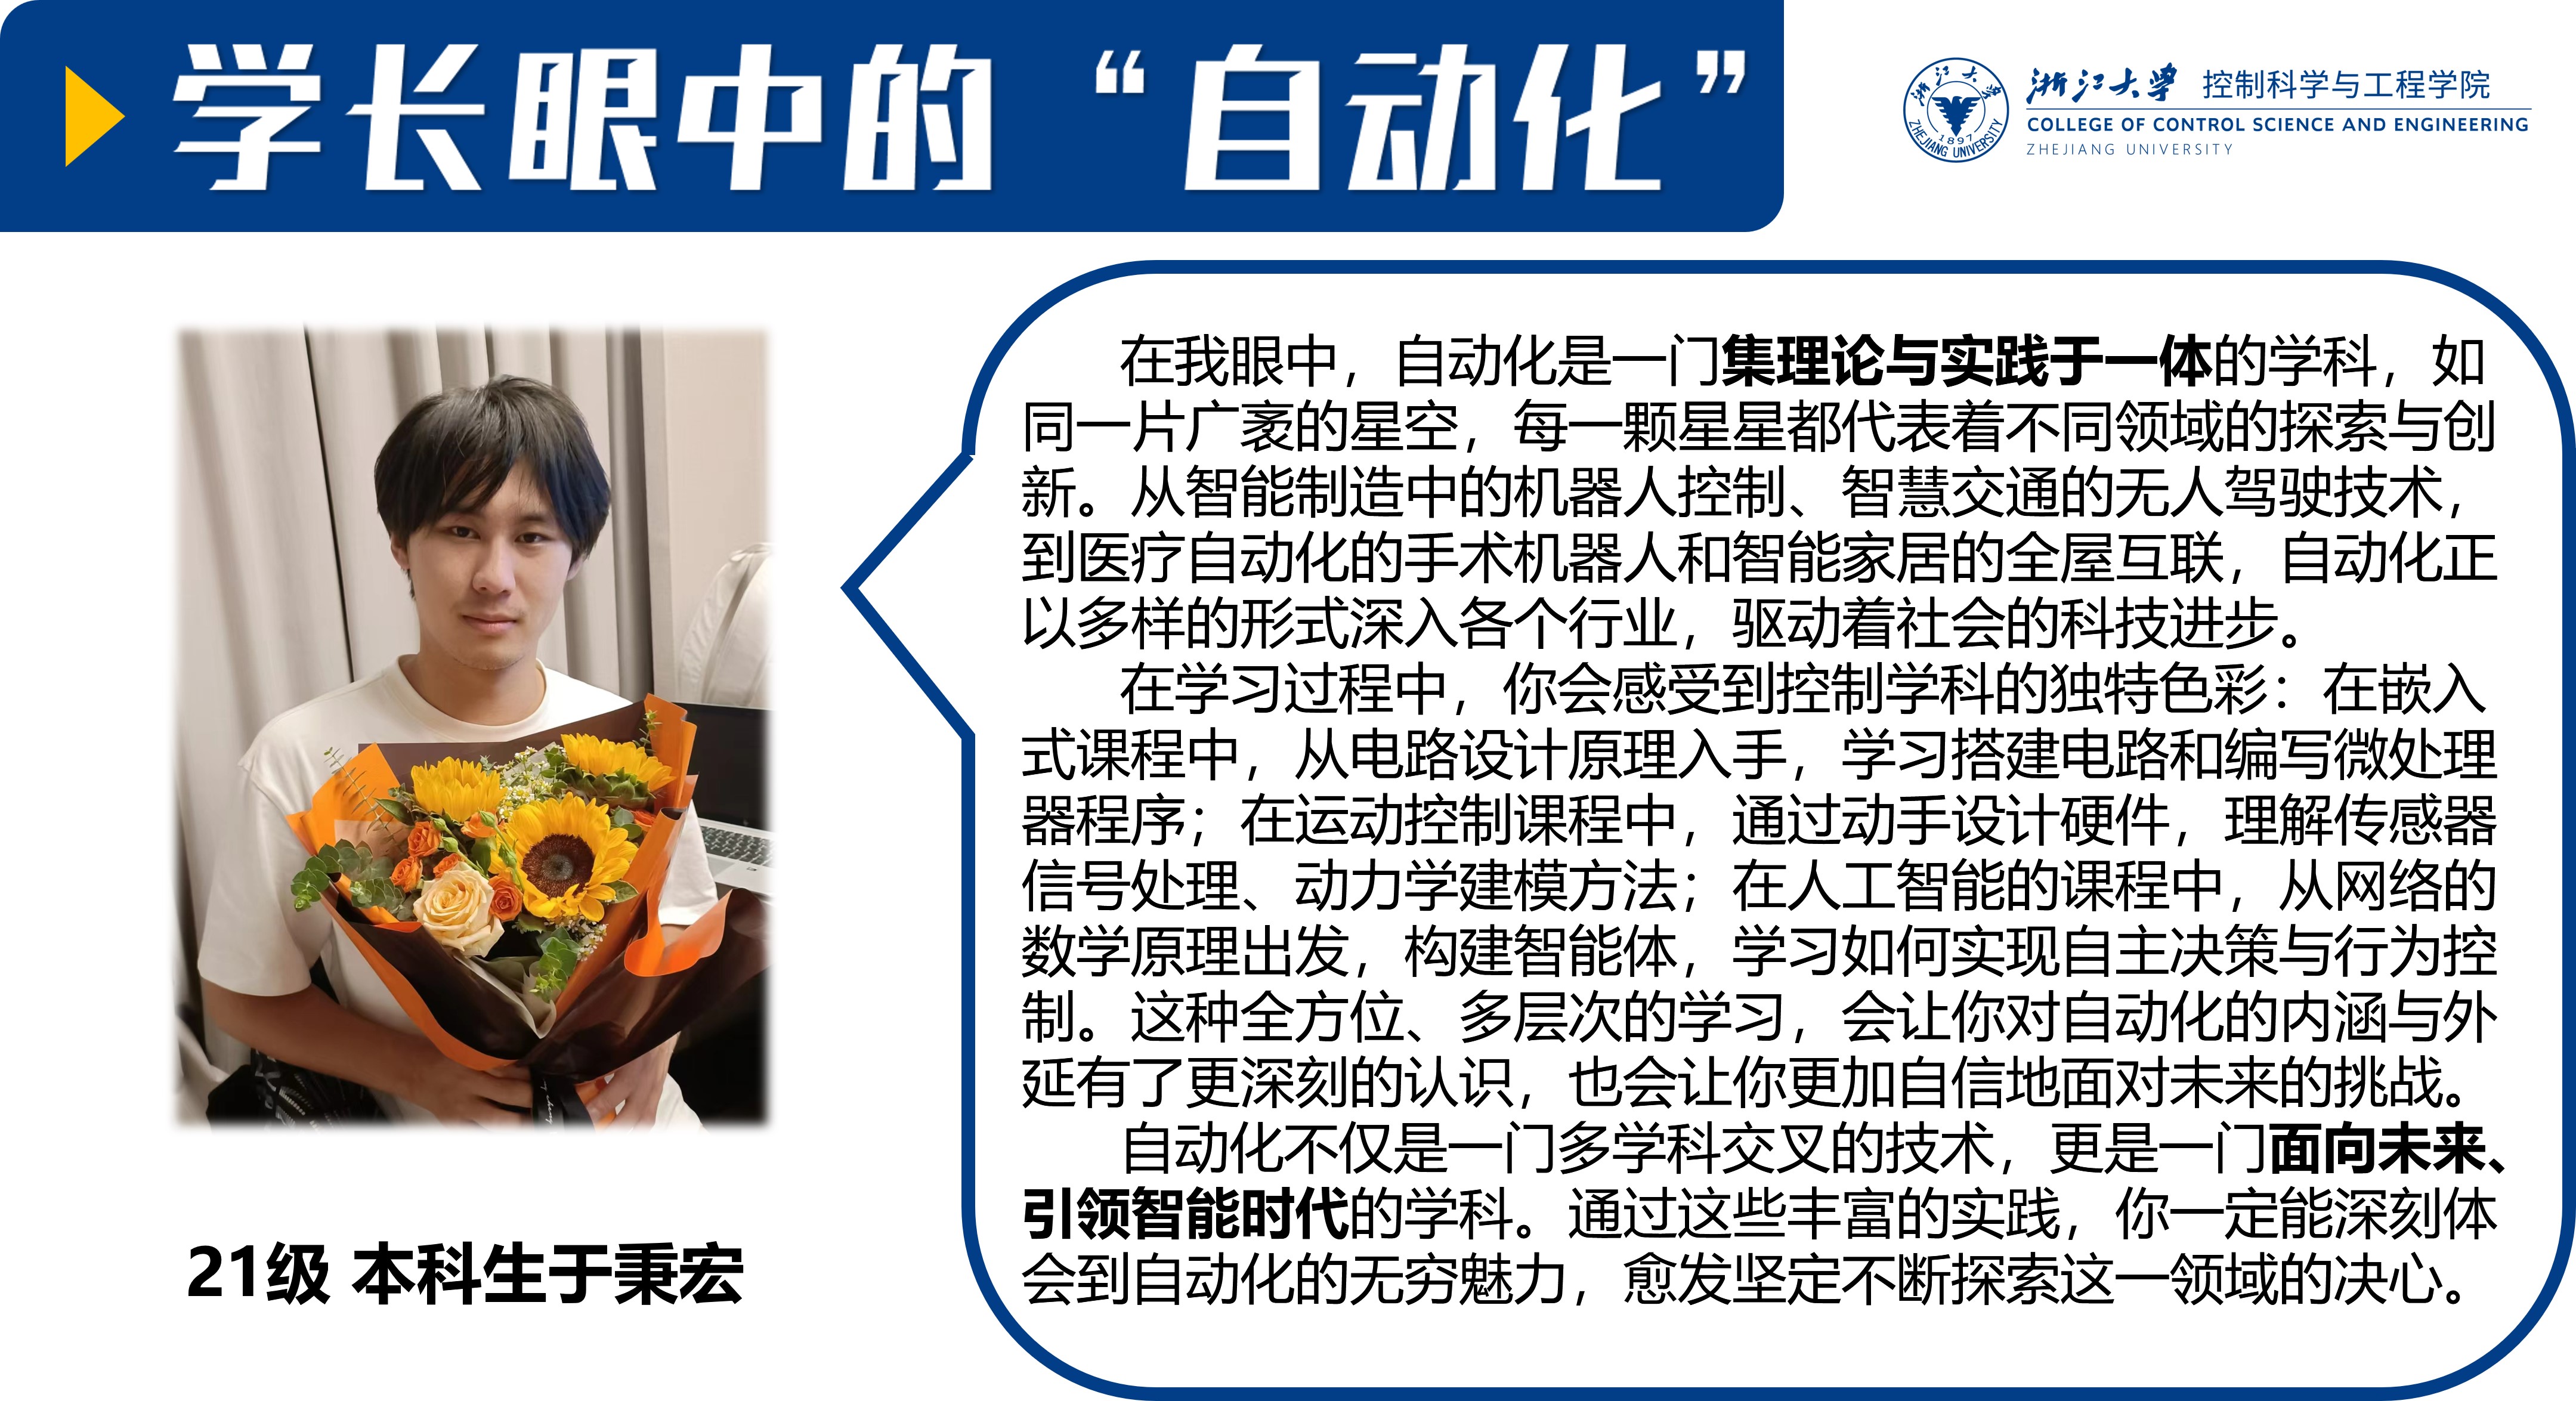 学长眼中的“自动化”
浙江大学 控制科学与工程学院
COLLEGE OF CONTROL SCIENCE AND ENGINEERING
ZHEJIANG UNIVERSITY
浙江大学
1897
ZHEJIANG UNIVERSITY
在我眼中，自动化是一门集理论与实践于一体的学科，如
同一片广袤的星空，每一颗星星都代表着不同领域的探索与创
新。从智能制造中的机器人控制、智慧交通的无人驾驶技术，
到医疗自动化的手术机器人和智能家居的全屋互联，自动化正
以多样的形式深入各个行业，驱动着社会的科技进步。
在学习过程中，你会感受到控制学科的独特色彩：在嵌入
式课程中，从电路设计原理入手，学习搭建电路和编写微处理
器程序；在运动控制课程中，通过动手设计硬件，理解传感器
信号处理、动力学建模方法；在人工智能的课程中，从网络的
数学原理出发，构建智能体，学习如何实现自主决策与行为控
制。这种全方位、多层次的学习，会让你对自动化的内涵与外
延有了更深刻的认识，也会让你更加自信地面对未来的挑战。
自动化不仅是一门多学科交叉的技术，更是一门面向未来、
引领智能时代的学科。通过这些丰富的实践，你一定能深刻体
会到自动化的无穷魅力，愈发坚定不断探索这一领域的决心。
21级 本科生于秉宏